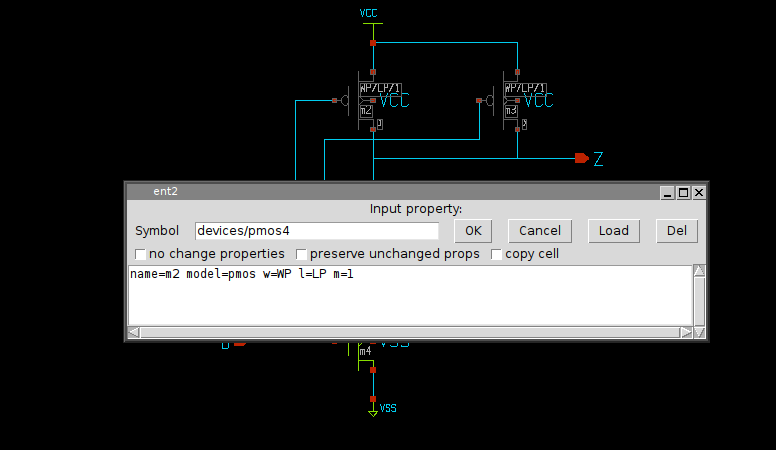 VCC
WP/LP/1
VCC
m2
p
WP/LP/1
VCC
m3
p
Z
ent2
Input property:
Symbol devices/pmos4 OK Cancel Load Del
no change properties preserve unchanged props copy cell
name=m2 model=pmos w=WP l=LP m=1
m4
VSS